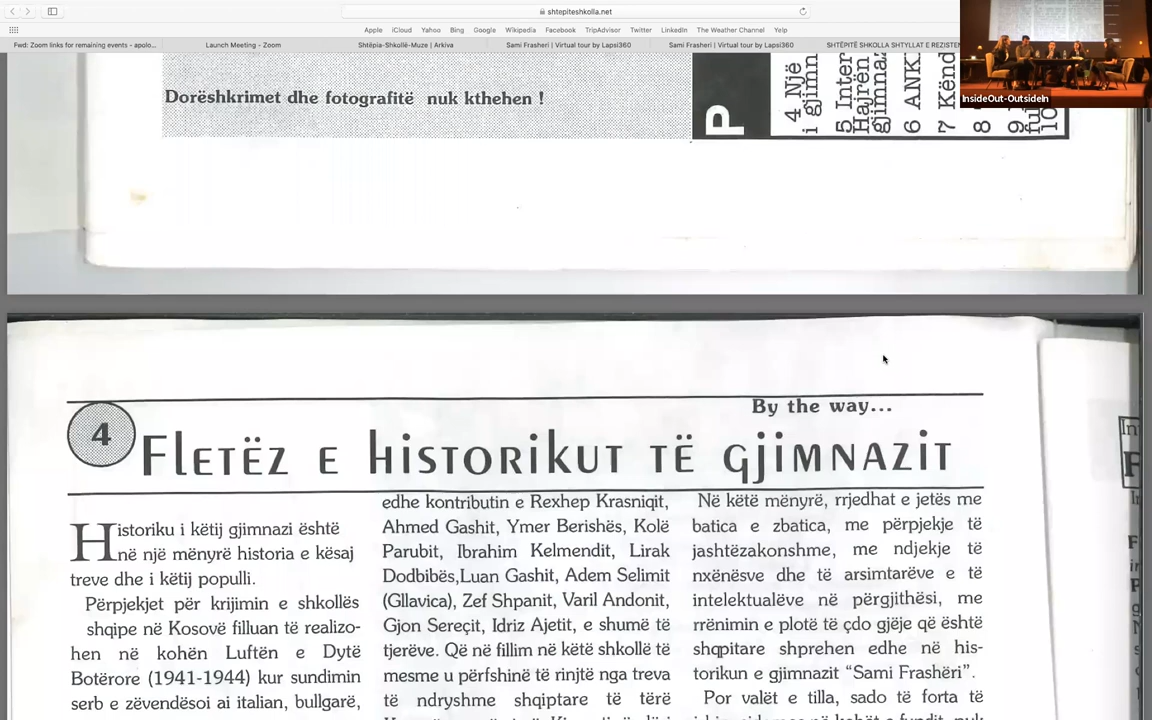 shtepiteshkolla.net
Apple iCloud Yahoo Bing Google Wikipedia Facebook TripAdvisor Twitter LinkedIn The Weather Channel Yelp
Fwd: Zoom links for remaining events - apolo... Launch Meeting - Zoom Shtëpia-Shkollë-Muze | Arkiva Sami Frasheri | Virtual tour by Lapsi360 Sami Frasheri | Virtual tour by Lapsi360 SHTËPITË SHKOLLA SHTYLLAT E REZISTEN
InsideOut-OutsideIn
Dorëshkrimet dhe fotografitë nuk kthehen !
P
4 Një
i gjimn
5 Inter
Hajrën
gjimnaz
6 ANK
7 Kënd
8
9
10
By the way...
4
Fletëz e historikut të gjimnazit
Historiku i këtij gjimnazi është
në një mënyrë historia e kësaj
treve dhe i këtij populli.
Përpjekjet për krijimin e shkollës
shqipe në Kosovë filluan të realizo-
hen në kohën Luftën e Dytë
Botërore (1941-1944) kur sundimin
serb e zëvendësoi ai italian, bullgarë,
edhe kontributin e Rexhep Krasniqit,
Ahmed Gashit, Ymer Berishës, Kolë
Parubit, Ibrahim Kelmendit, Lirak
Dodbibës,Luan Gashit, Adem Selimit
(Gllavica), Zef Shpanit, Varil Andonit,
Gjon Sereçit, Idriz Ajetit, e shumë të
tjerëve. Që në fillim në këtë shkollë të
mesme u përfshinë të rinjtë nga treva
të ndryshme shqiptare të tërë
Në këtë mënyrë, rrjedhat e jetës me
batica e zbatica, me përpjekje të
jashtëzakonshme, me ndjekje të
nxënësve dhe të arsimtarëve e të
intelektualëve në përgjithësi, me
rrënimin e plotë të çdo gjëje që është
shqpitare shprehen edhe në his-
torikun e gjimnazit “Sami Frashëri”.
Por valët e tilla, sado të forta të